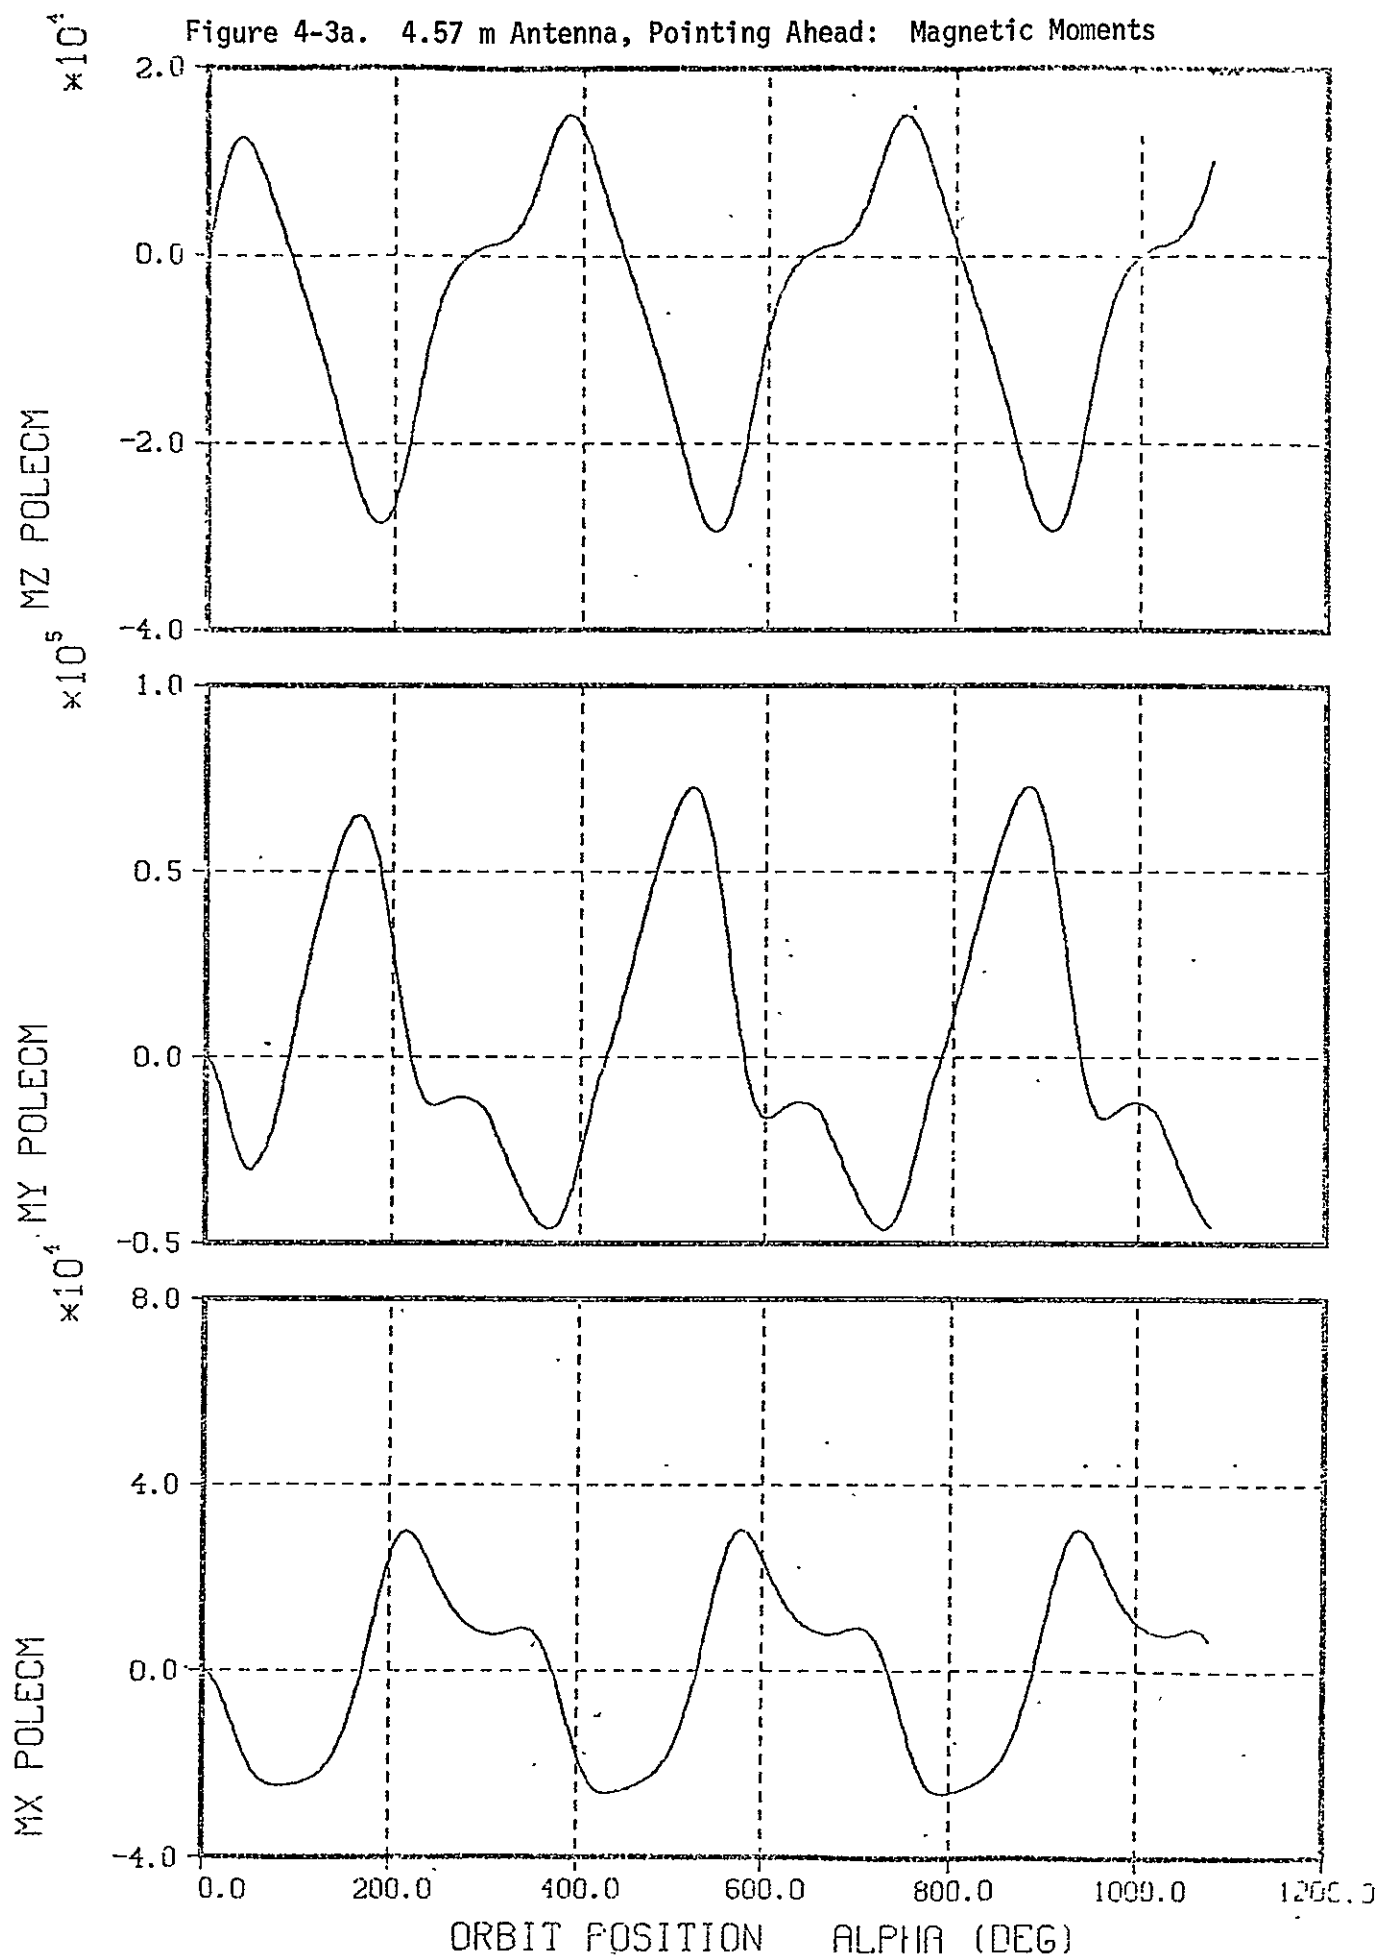 Figure 4-3a. 4.57 m Antenna, Pointing Ahead: Magnetic Moments
*10⁴
2.0
0.0
-2.0
-4.0
MZ POLECM
*10⁵
1.0
0.5
0.0
-0.5
MY POLECM
*10⁴
8.0
4.0
0.0
-4.0
MX POLECM
0.0 200.0 400.0 600.0 800.0 1000.0 1200.0
ORBIT POSITION ALPHA (DEG)